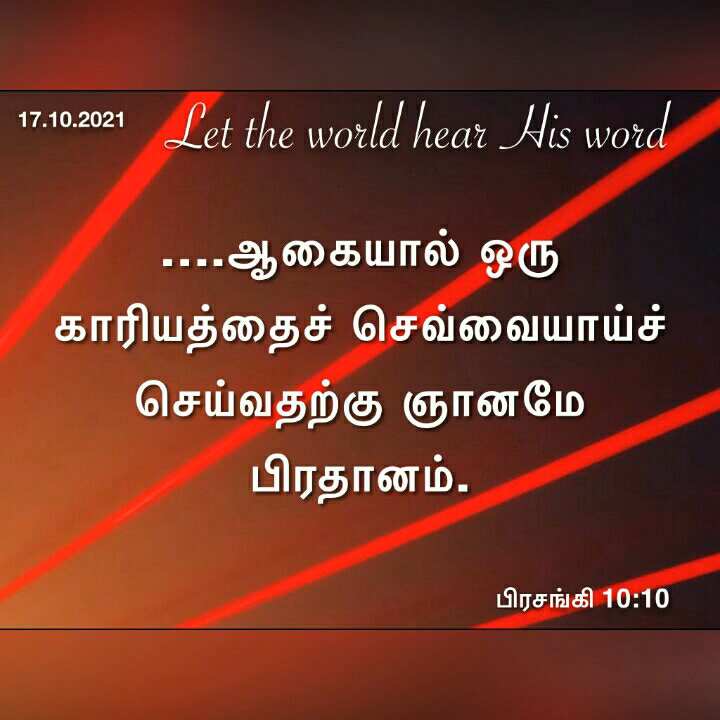 17.10.2021
Let the world hear His word
....ஆகையால் ஒரு
காரியத்தைச் செவ்வையாய்ச்
செய்வதற்கு ஞானமே
பிரதானம்.
பிரசங்கி 10:10